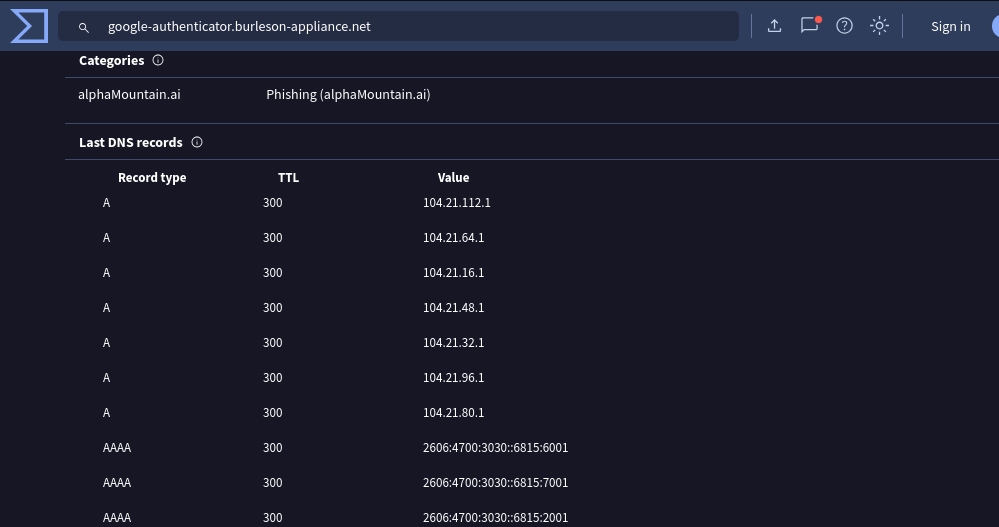 google-authenticator.burleson-appliance.net
Sign in
Categories
alphaMountain.ai Phishing (alphaMountain.ai)
Last DNS records
Record type TTL Value
A 300 104.21.112.1
A 300 104.21.64.1
A 300 104.21.16.1
A 300 104.21.48.1
A 300 104.21.32.1
A 300 104.21.96.1
A 300 104.21.80.1
AAAA 300 2606:4700:3030::6815:6001
AAAA 300 2606:4700:3030::6815:7001
AAAA 300 2606:4700:3030::6815:2001